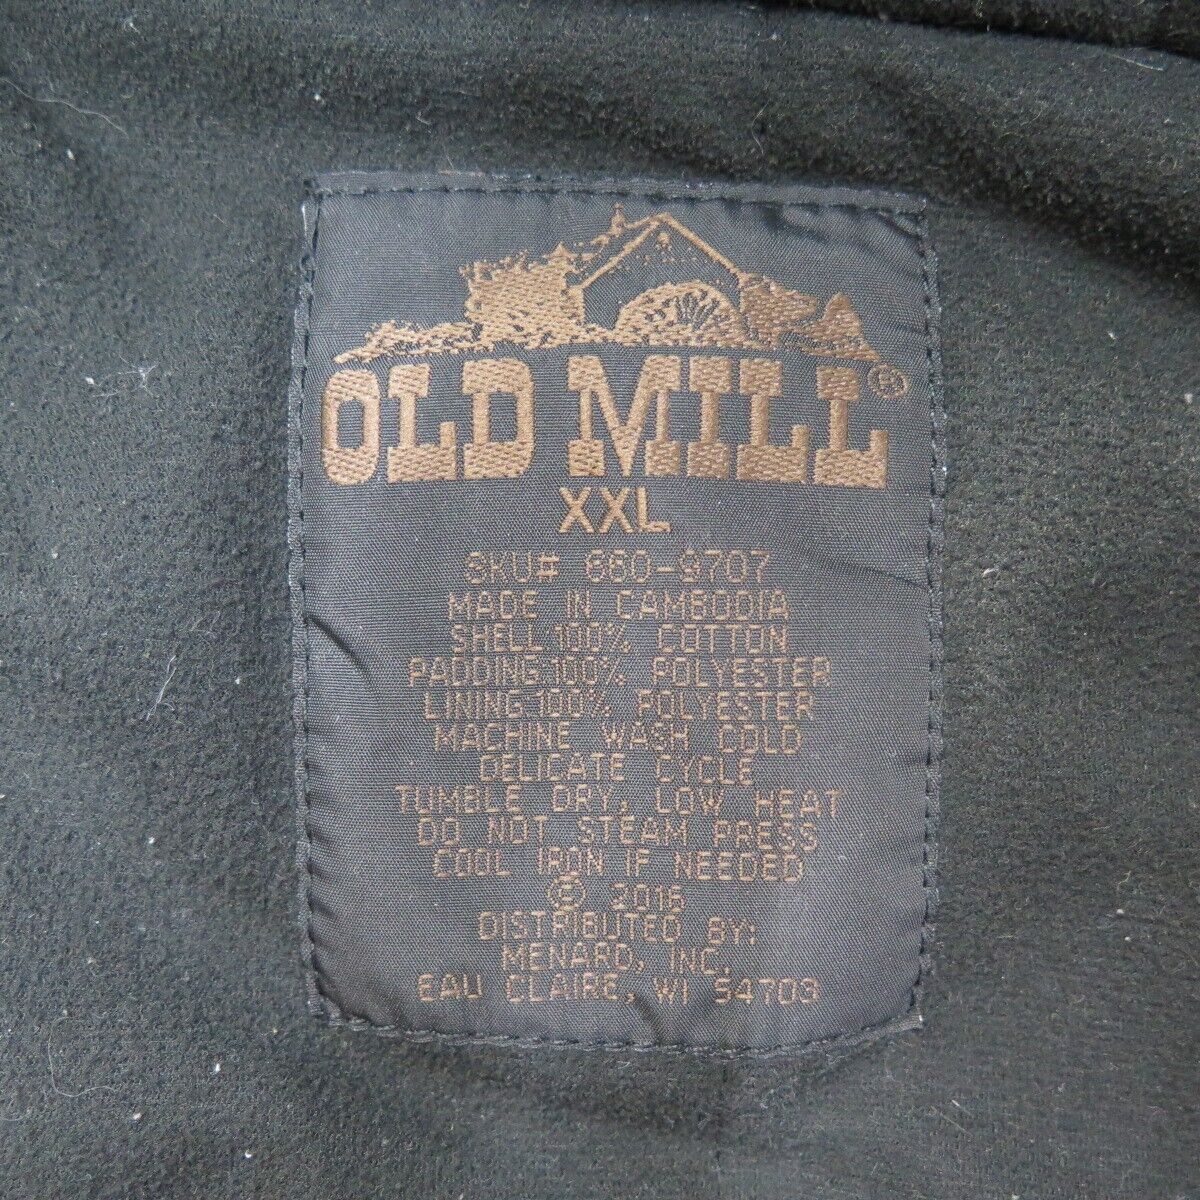 OLD MILL®
XXL
SKU# 660-9707
MADE IN CAMBODIA
SHELL:100% COTTON
PADDING:100% POLYESTER
LINING:100% POLYESTER
MACHINE WASH COLD
DELICATE CYCLE
TUMBLE DRY, LOW HEAT
DO NOT STEAM PRESS
COOL IRON IF NEEDED
© 2016
DISTRIBUTED BY:
MENARD, INC.
EAU CLAIRE, WI 54703